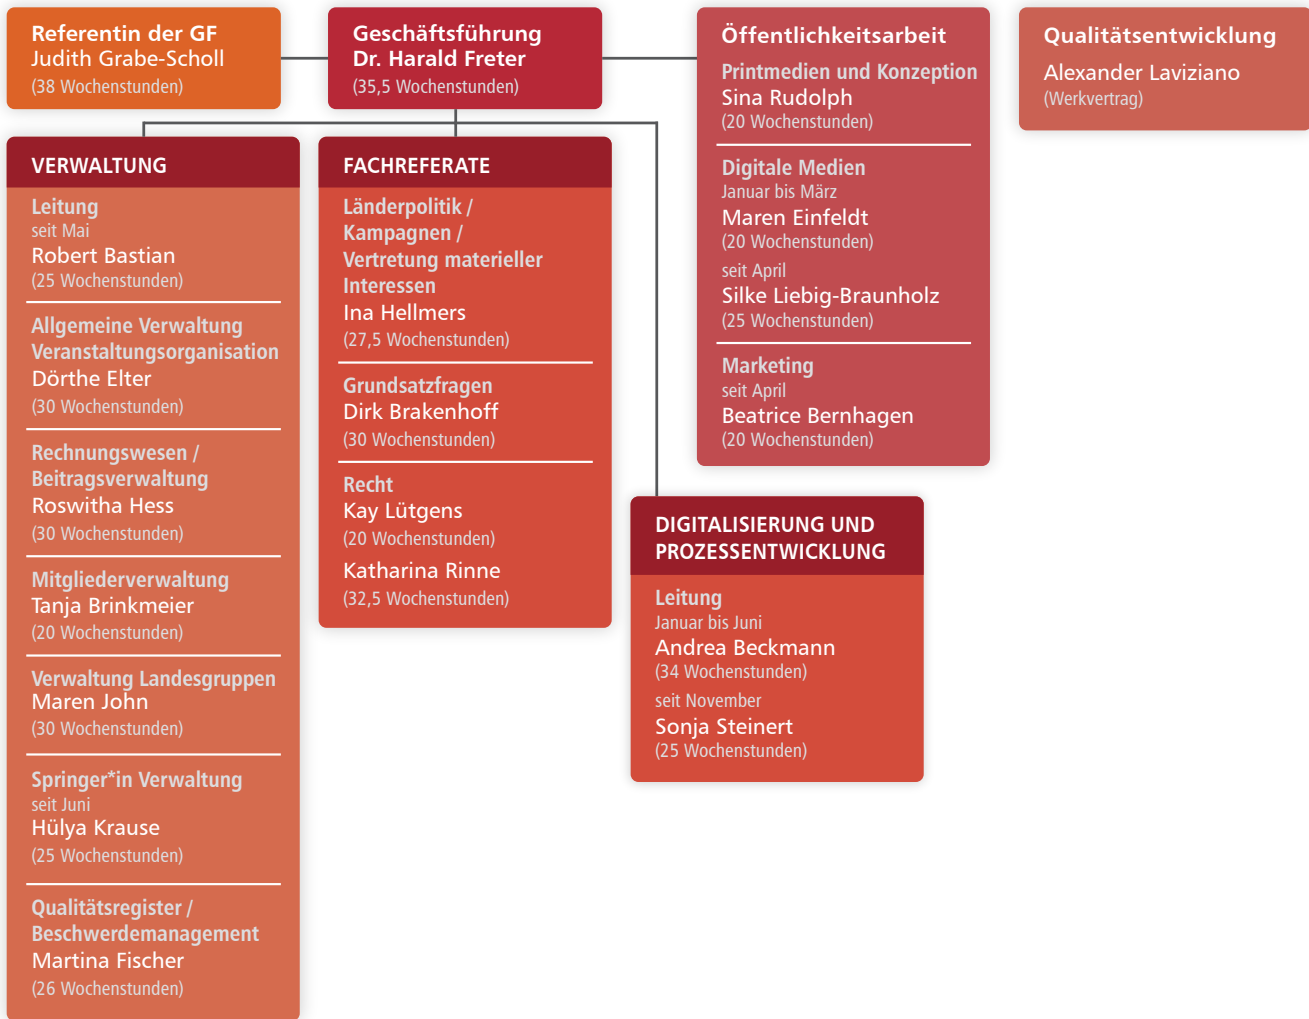 Referentin der GF
Judith Grabe-Scholl
(38 Wochenstunden)
Geschäftsführung
Dr. Harald Freter
(35,5 Wochenstunden)
Öffentlichkeitsarbeit
Printmedien und Konzeption
Sina Rudolph
(20 Wochenstunden)
Digitale Medien
Januar bis März
Maren Einfeldt
(20 Wochenstunden)
seit April
Silke Liebig-Braunholz
(25 Wochenstunden)
Marketing
seit April
Beatrice Bernhagen
(20 Wochenstunden)
Qualitätsentwicklung
Alexander Laviziano
(Werkvertrag)
VERWALTUNG
Leitung
seit Mai
Robert Bastian
(25 Wochenstunden)
Allgemeine Verwaltung
Veranstaltungsorganisation
Dörthe Elter
(30 Wochenstunden)
Rechnungswesen /
Beitragsverwaltung
Roswitha Hess
(30 Wochenstunden)
Mitgliederverwaltung
Tanja Brinkmeier
(20 Wochenstunden)
Verwaltung Landesgruppen
Maren John
(30 Wochenstunden)
Springer*in Verwaltung
seit Juni
Hülya Krause
(25 Wochenstunden)
Qualitätsregister /
Beschwerdemanagement
Martina Fischer
(26 Wochenstunden)
FACHREFERATE
Länderpolitik /
Kampagnen /
Vertretung materieller
Interessen
Ina Hellmers
(27,5 Wochenstunden)
Grundsatzfragen
Dirk Brakenhoff
(30 Wochenstunden)
Recht
Kay Lütgens
(20 Wochenstunden)
Katharina Rinne
(32,5 Wochenstunden)
DIGITALISIERUNG UND
PROZESSENTWICKLUNG
Leitung
Januar bis Juni
Andrea Beckmann
(34 Wochenstunden)
seit November
Sonja Steinert
(25 Wochenstunden)